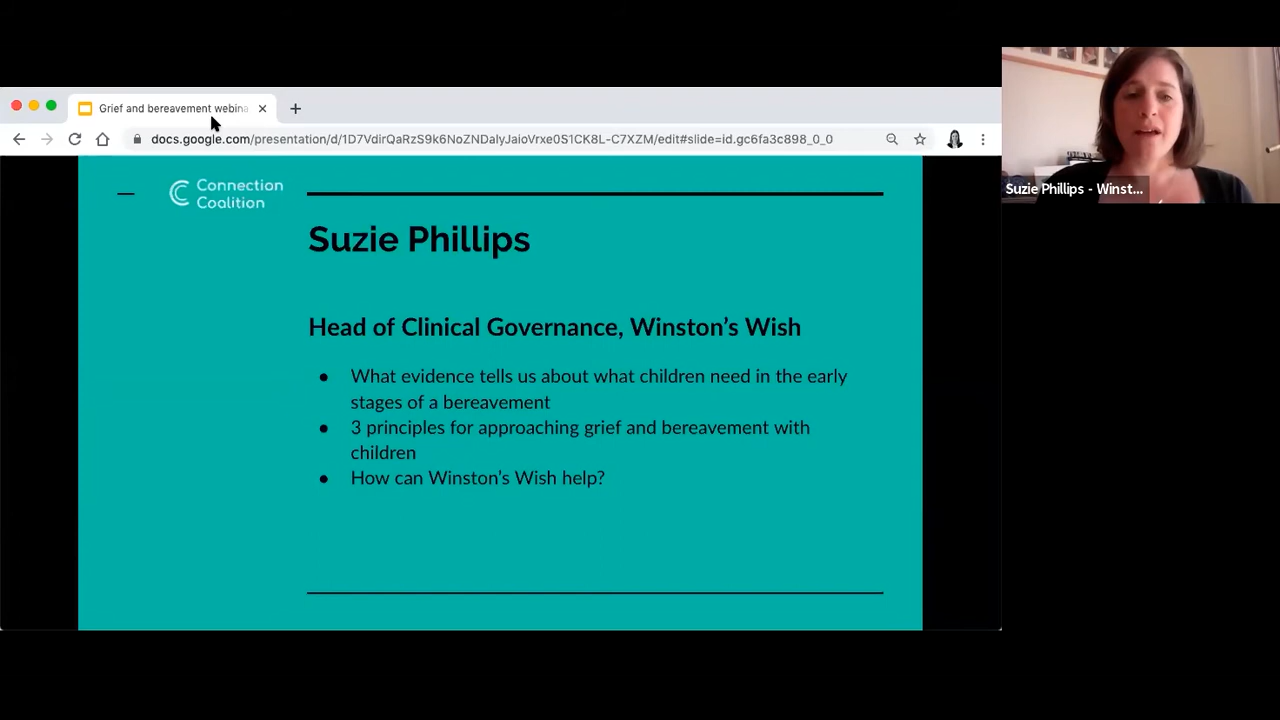 Grief and bereavement webina
docs.google.com/presentation/d/1D7VdirQaRzS9k6NoZNDalyJaioVrxe0S1CK8L-C7XZM/edit#slide=id.gc6fa3c898_0_0
Connection
Coalition
Suzie Phillips
Head of Clinical Governance, Winston’s Wish
● What evidence tells us about what children need in the early
stages of a bereavement
● 3 principles for approaching grief and bereavement with
children
● How can Winston’s Wish help?
Suzie Phillips - Winst...